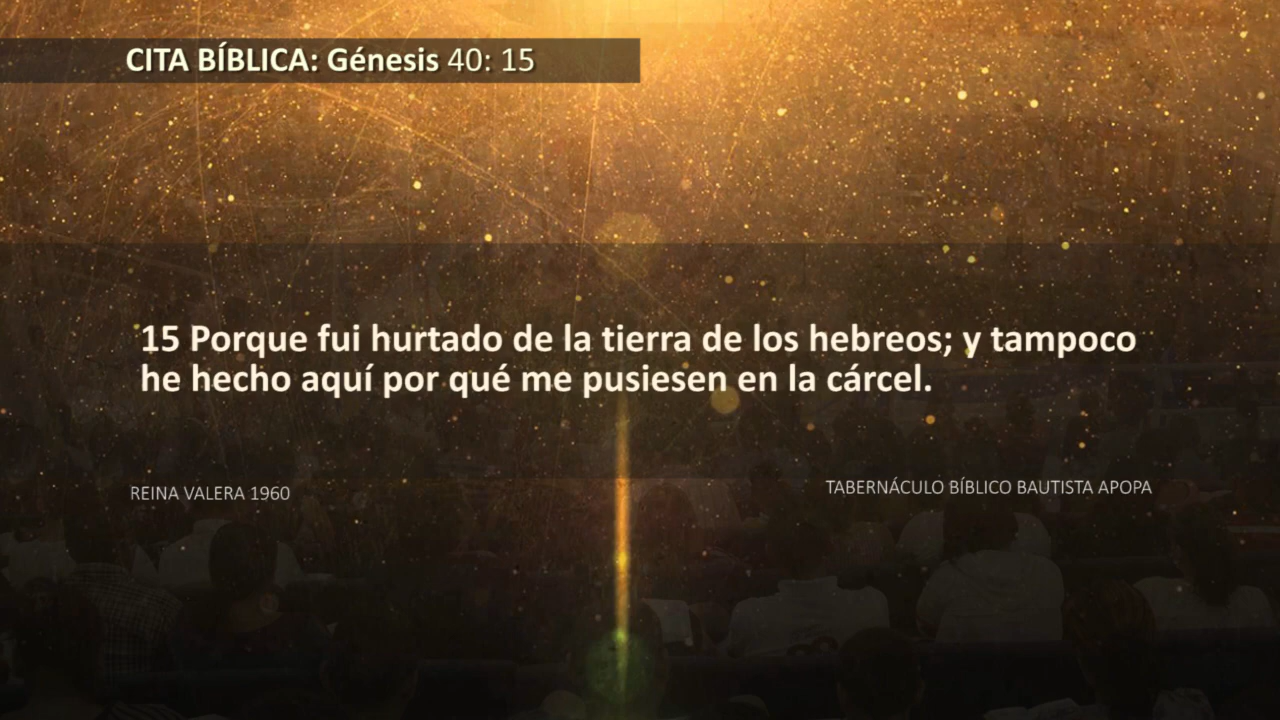 CITA BÍBLICA: Génesis 40: 15
15 Porque fui hurtado de la tierra de los hebreos; y tampoco
he hecho aquí por qué me pusiesen en la cárcel.
REINA VALERA 1960
TABERNÁCULO BÍBLICO BAUTISTA APOPA